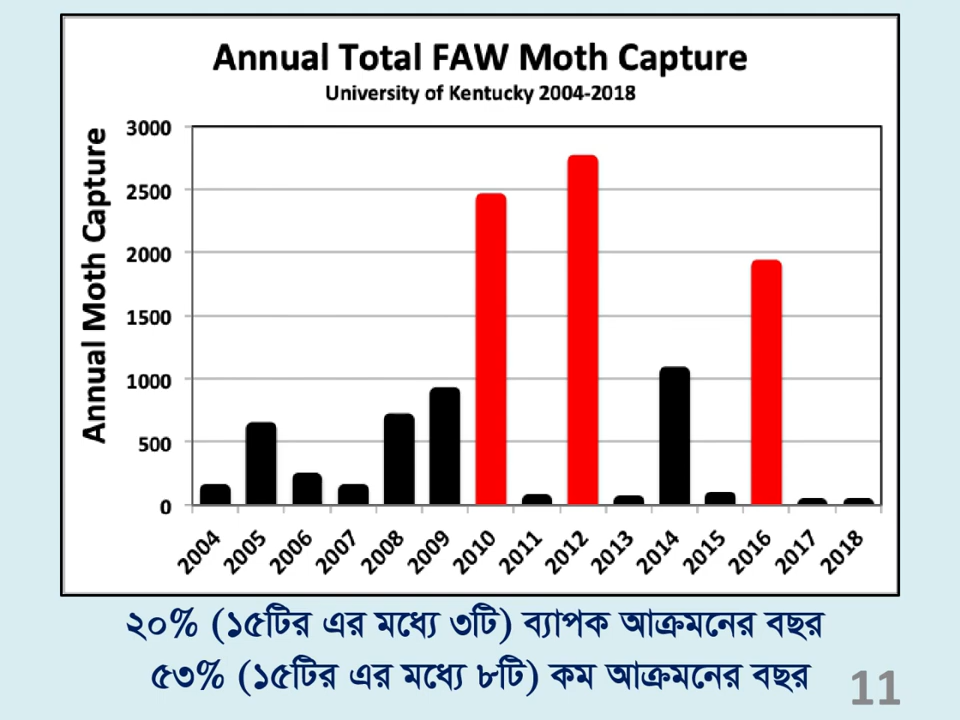 Annual Total FAW Moth Capture
University of Kentucky 2004-2018
Annual Moth Capture
3000
2500
2000
1500
1000
500
0
2004 2005 2006 2007 2008 2009 2010 2011 2012 2013 2014 2015 2016 2017 2018
২০% (১৫টির এর মধ্যে ৩টি) ব্যাপক আক্রমনের বছর
৫৩% (১৫টির এর মধ্যে ৮টি) কম আক্রমনের বছর
11